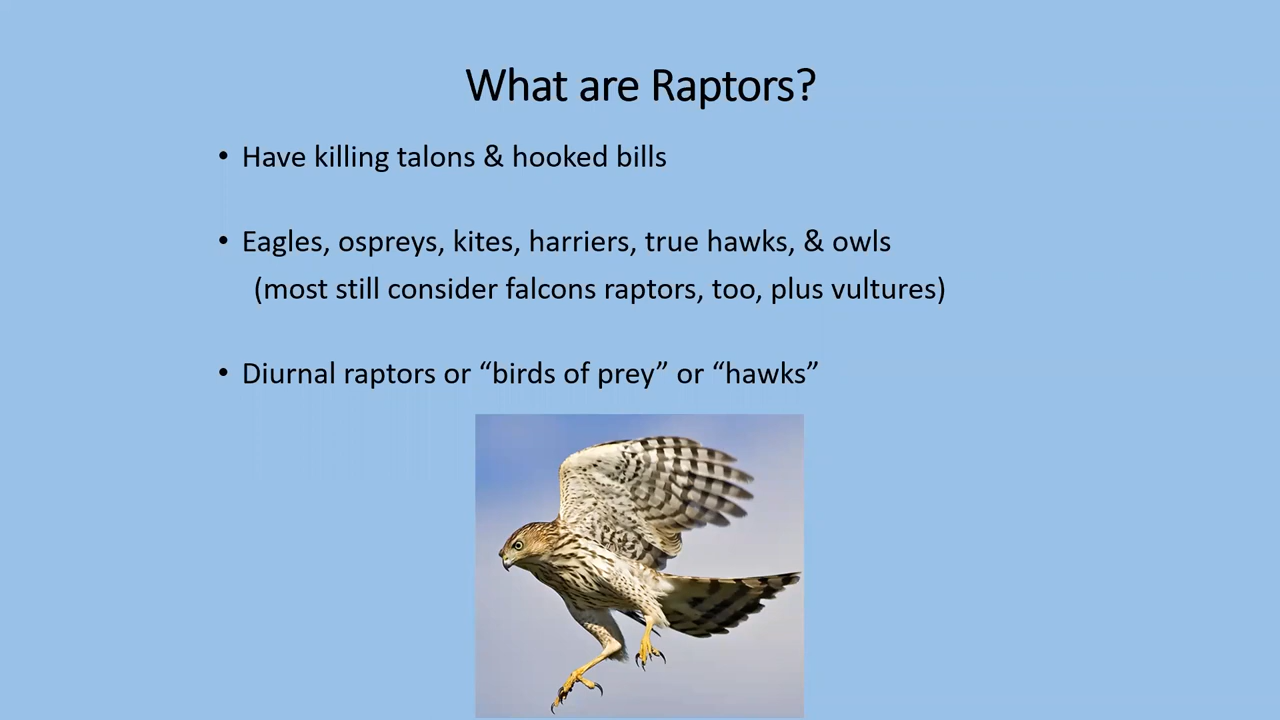 What are Raptors?
• Have killing talons & hooked bills
• Eagles, ospreys, kites, harriers, true hawks, & owls
(most still consider falcons raptors, too, plus vultures)
• Diurnal raptors or “birds of prey” or “hawks”